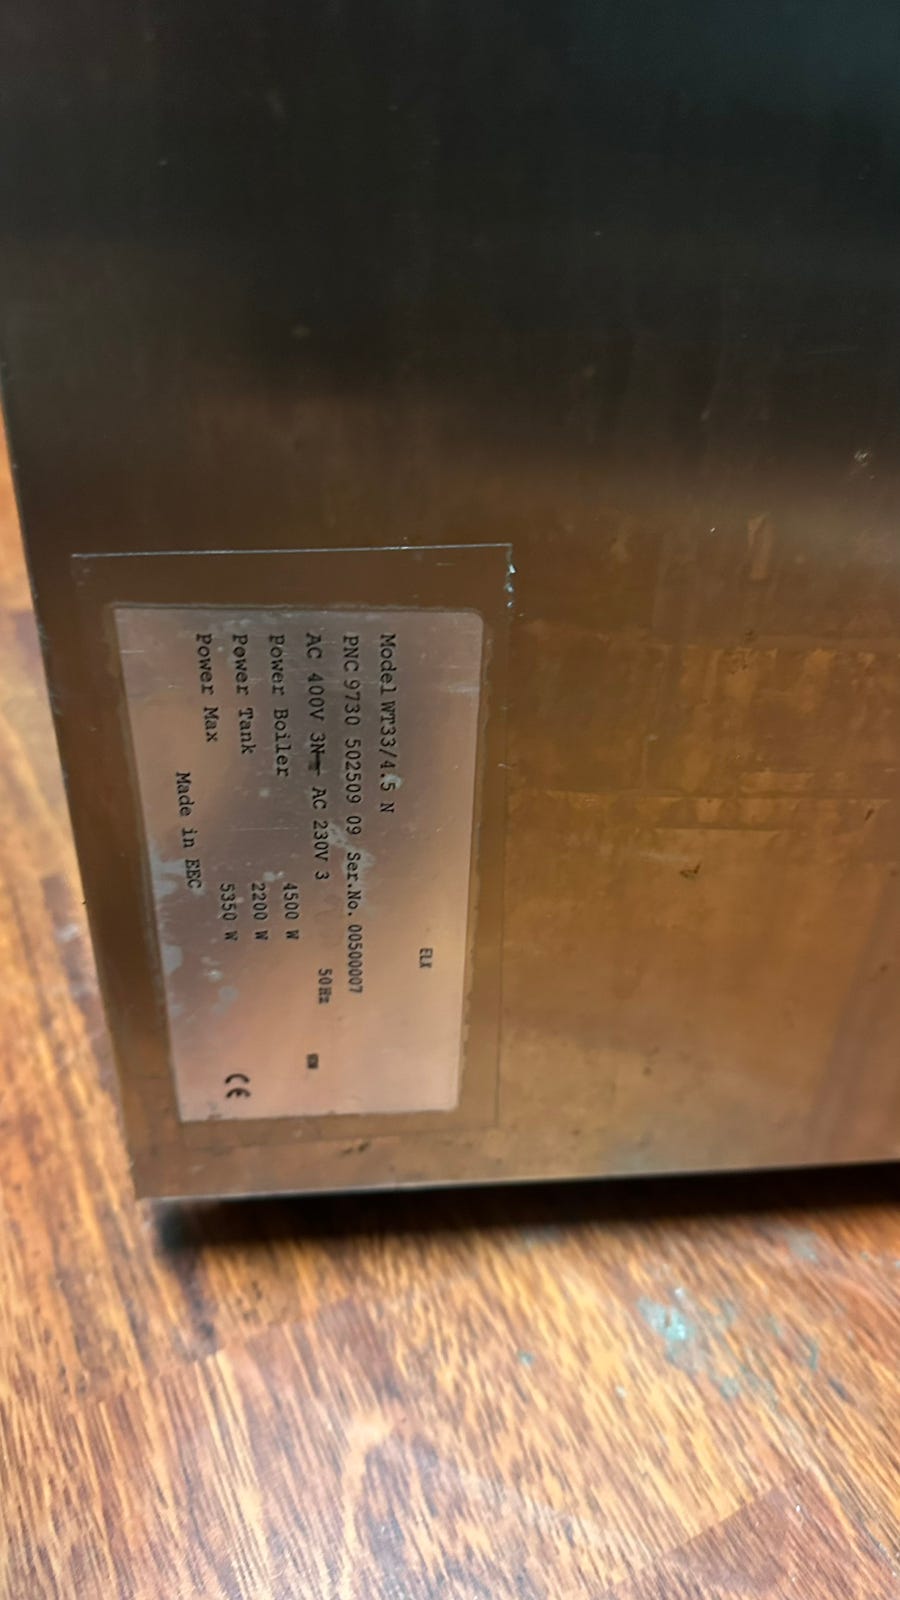 ELX
Model WT33/4.5 N
PNC 9730 502509 09 Ser.No. 00500007
AC 400V 3N AC 230V 3 50Hz
Power Boiler 4500 W
Power Tank 2200 W
Power Max 5350 W
Made in EEC
CE